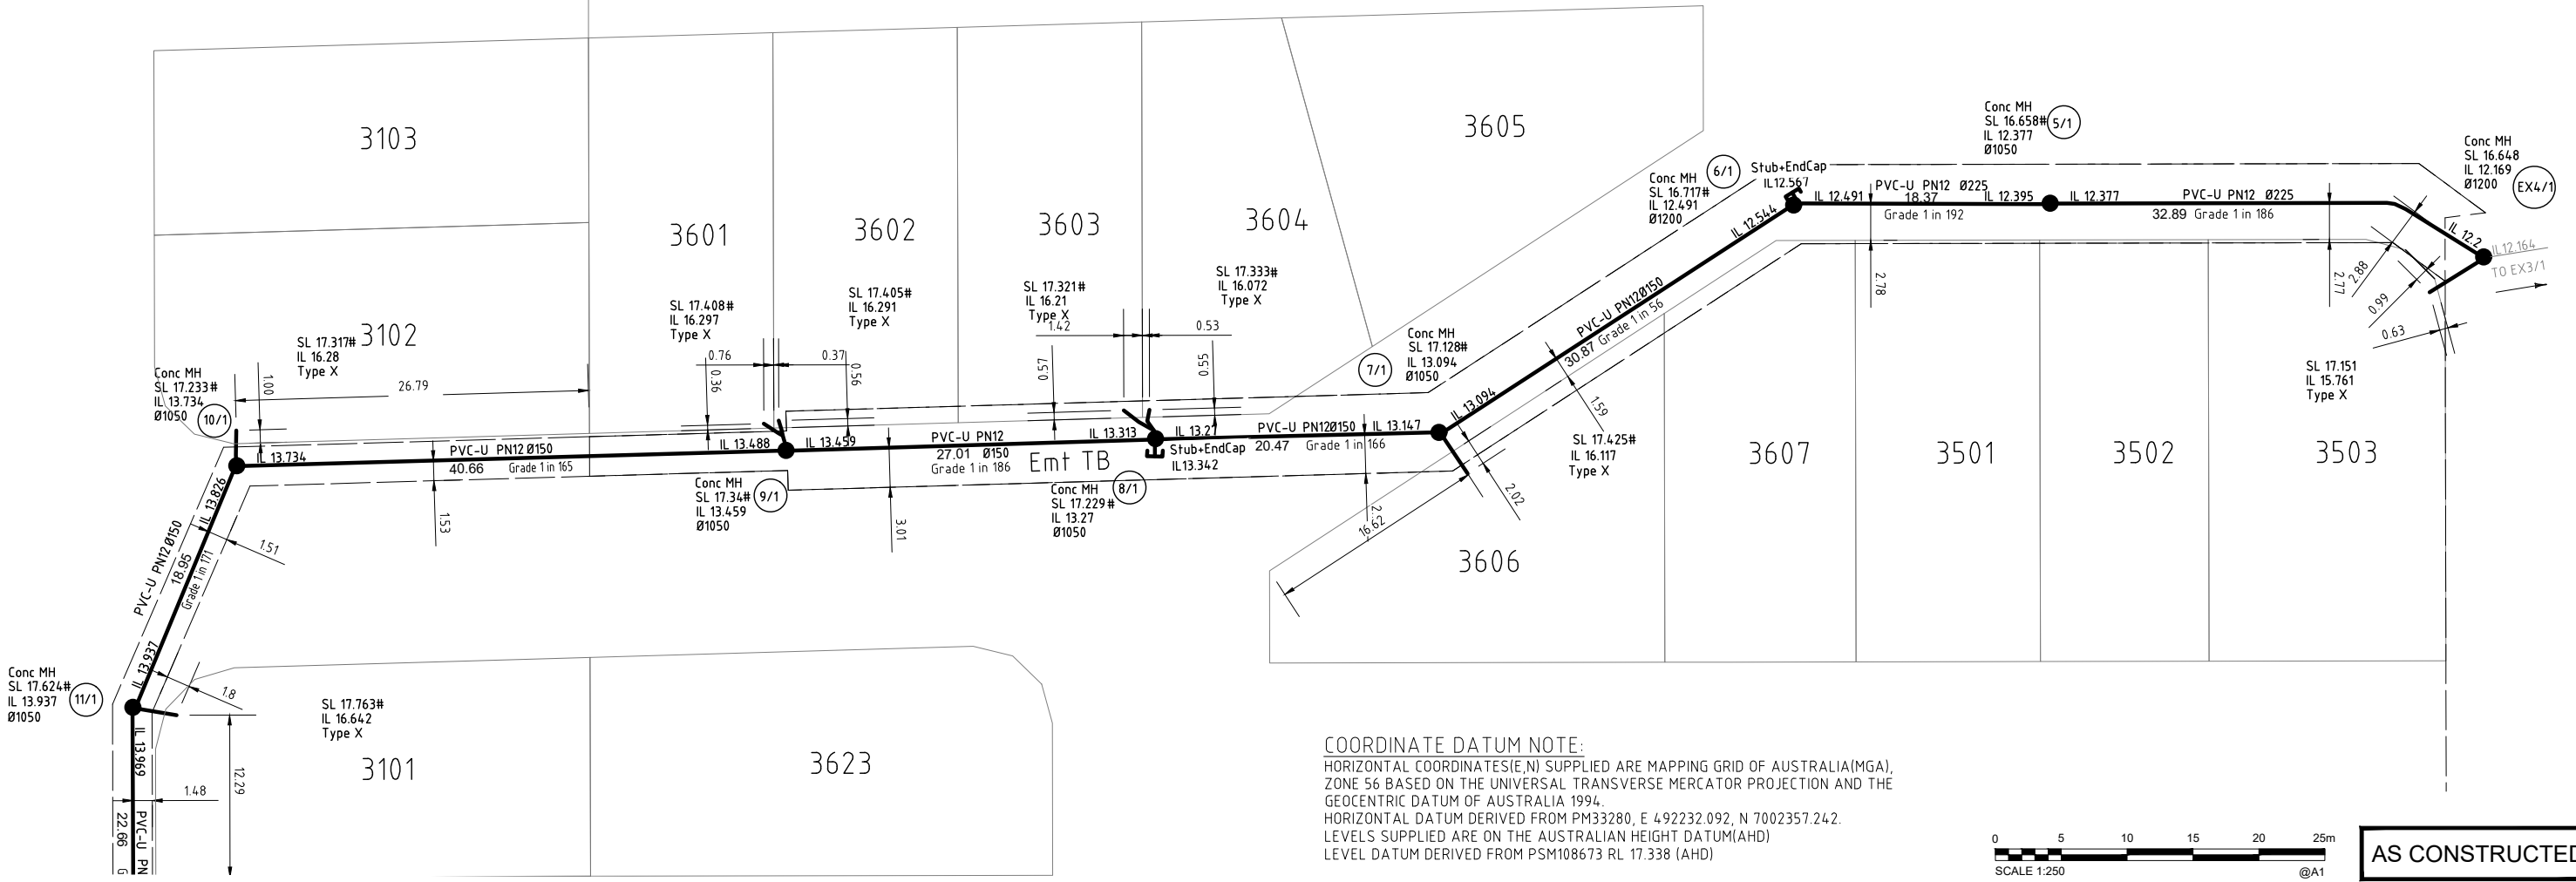 3103
3102
3601
3602
3603
3604
3605
3606
3607
3501
3502
3503
3101
3623
Conc MH
SL 17.233#
IL 13.734
Ø1050
10/1
SL 17.317#
IL 16.28
Type X
1.00
26.79
SL 17.408#
IL 16.297
Type X
0.76
0.36
SL 17.405#
IL 16.291
Type X
0.37
0.56
SL 17.321#
IL 16.21
Type X
1.42
0.57
SL 17.333#
IL 16.072
Type X
0.53
0.55
7/1
Conc MH
SL 17.128#
IL 13.094
Ø1050
Conc MH
SL 16.717#
IL 12.491
Ø1200
6/1
Stub+EndCap
IL12.567
Conc MH
SL 16.658#
IL 12.377
Ø1050
5/1
Conc MH
SL 16.648
IL 12.169
Ø1200
EX4/1
IL 12.491
PVC-U PN12 Ø225
18.37
Grade 1 in 192
IL 12.395
IL 12.377
PVC-U PN12 Ø225
32.89 Grade 1 in 186
IL 12.2
IL 12.164
TO EX3/1
2.78
2.77
2.88
0.99
0.63
SL 17.151
IL 15.761
Type X
IL 12.544
PVC-U PN12Ø150
30.87 Grade 1 in 56
IL 13.094
1.59
2.02
SL 17.425#
IL 16.117
Type X
16.62
IL 13.734
PVC-U PN12 Ø150
40.66 Grade 1 in 165
IL 13.488
1.53
IL 13.459
PVC-U PN12
27.01 Ø150
Grade 1 in 186
IL 13.313
Emt TB
3.01
Conc MH
SL 17.34#
IL 13.459
Ø1050
9/1
Conc MH
SL 17.229#
IL 13.27
Ø1050
8/1
IL 13.27
Stub+EndCap
IL13.342
PVC-U PN12Ø150
20.47 Grade 1 in 166
IL 13.147
IL 13.826
PVC-U PN12Ø150
18.95
Grade 1 in 171
IL 13.937
1.51
Conc MH
SL 17.624#
IL 13.937
Ø1050
11/1
1.8
SL 17.763#
IL 16.642
Type X
IL 13.969
1.48
12.29
22.66
PVC-U PN
G
COORDINATE DATUM NOTE:
HORIZONTAL COORDINATES(E,N) SUPPLIED ARE MAPPING GRID OF AUSTRALIA(MGA),
ZONE 56 BASED ON THE UNIVERSAL TRANSVERSE MERCATOR PROJECTION AND THE
GEOCENTRIC DATUM OF AUSTRALIA 1994.
HORIZONTAL DATUM DERIVED FROM PM33280, E 492232.092, N 7002357.242.
LEVELS SUPPLIED ARE ON THE AUSTRALIAN HEIGHT DATUM(AHD)
LEVEL DATUM DERIVED FROM PSM108673 RL 17.338 (AHD)
0 5 10 15 20 25m
SCALE 1:250 @A1
AS CONSTRUCTED